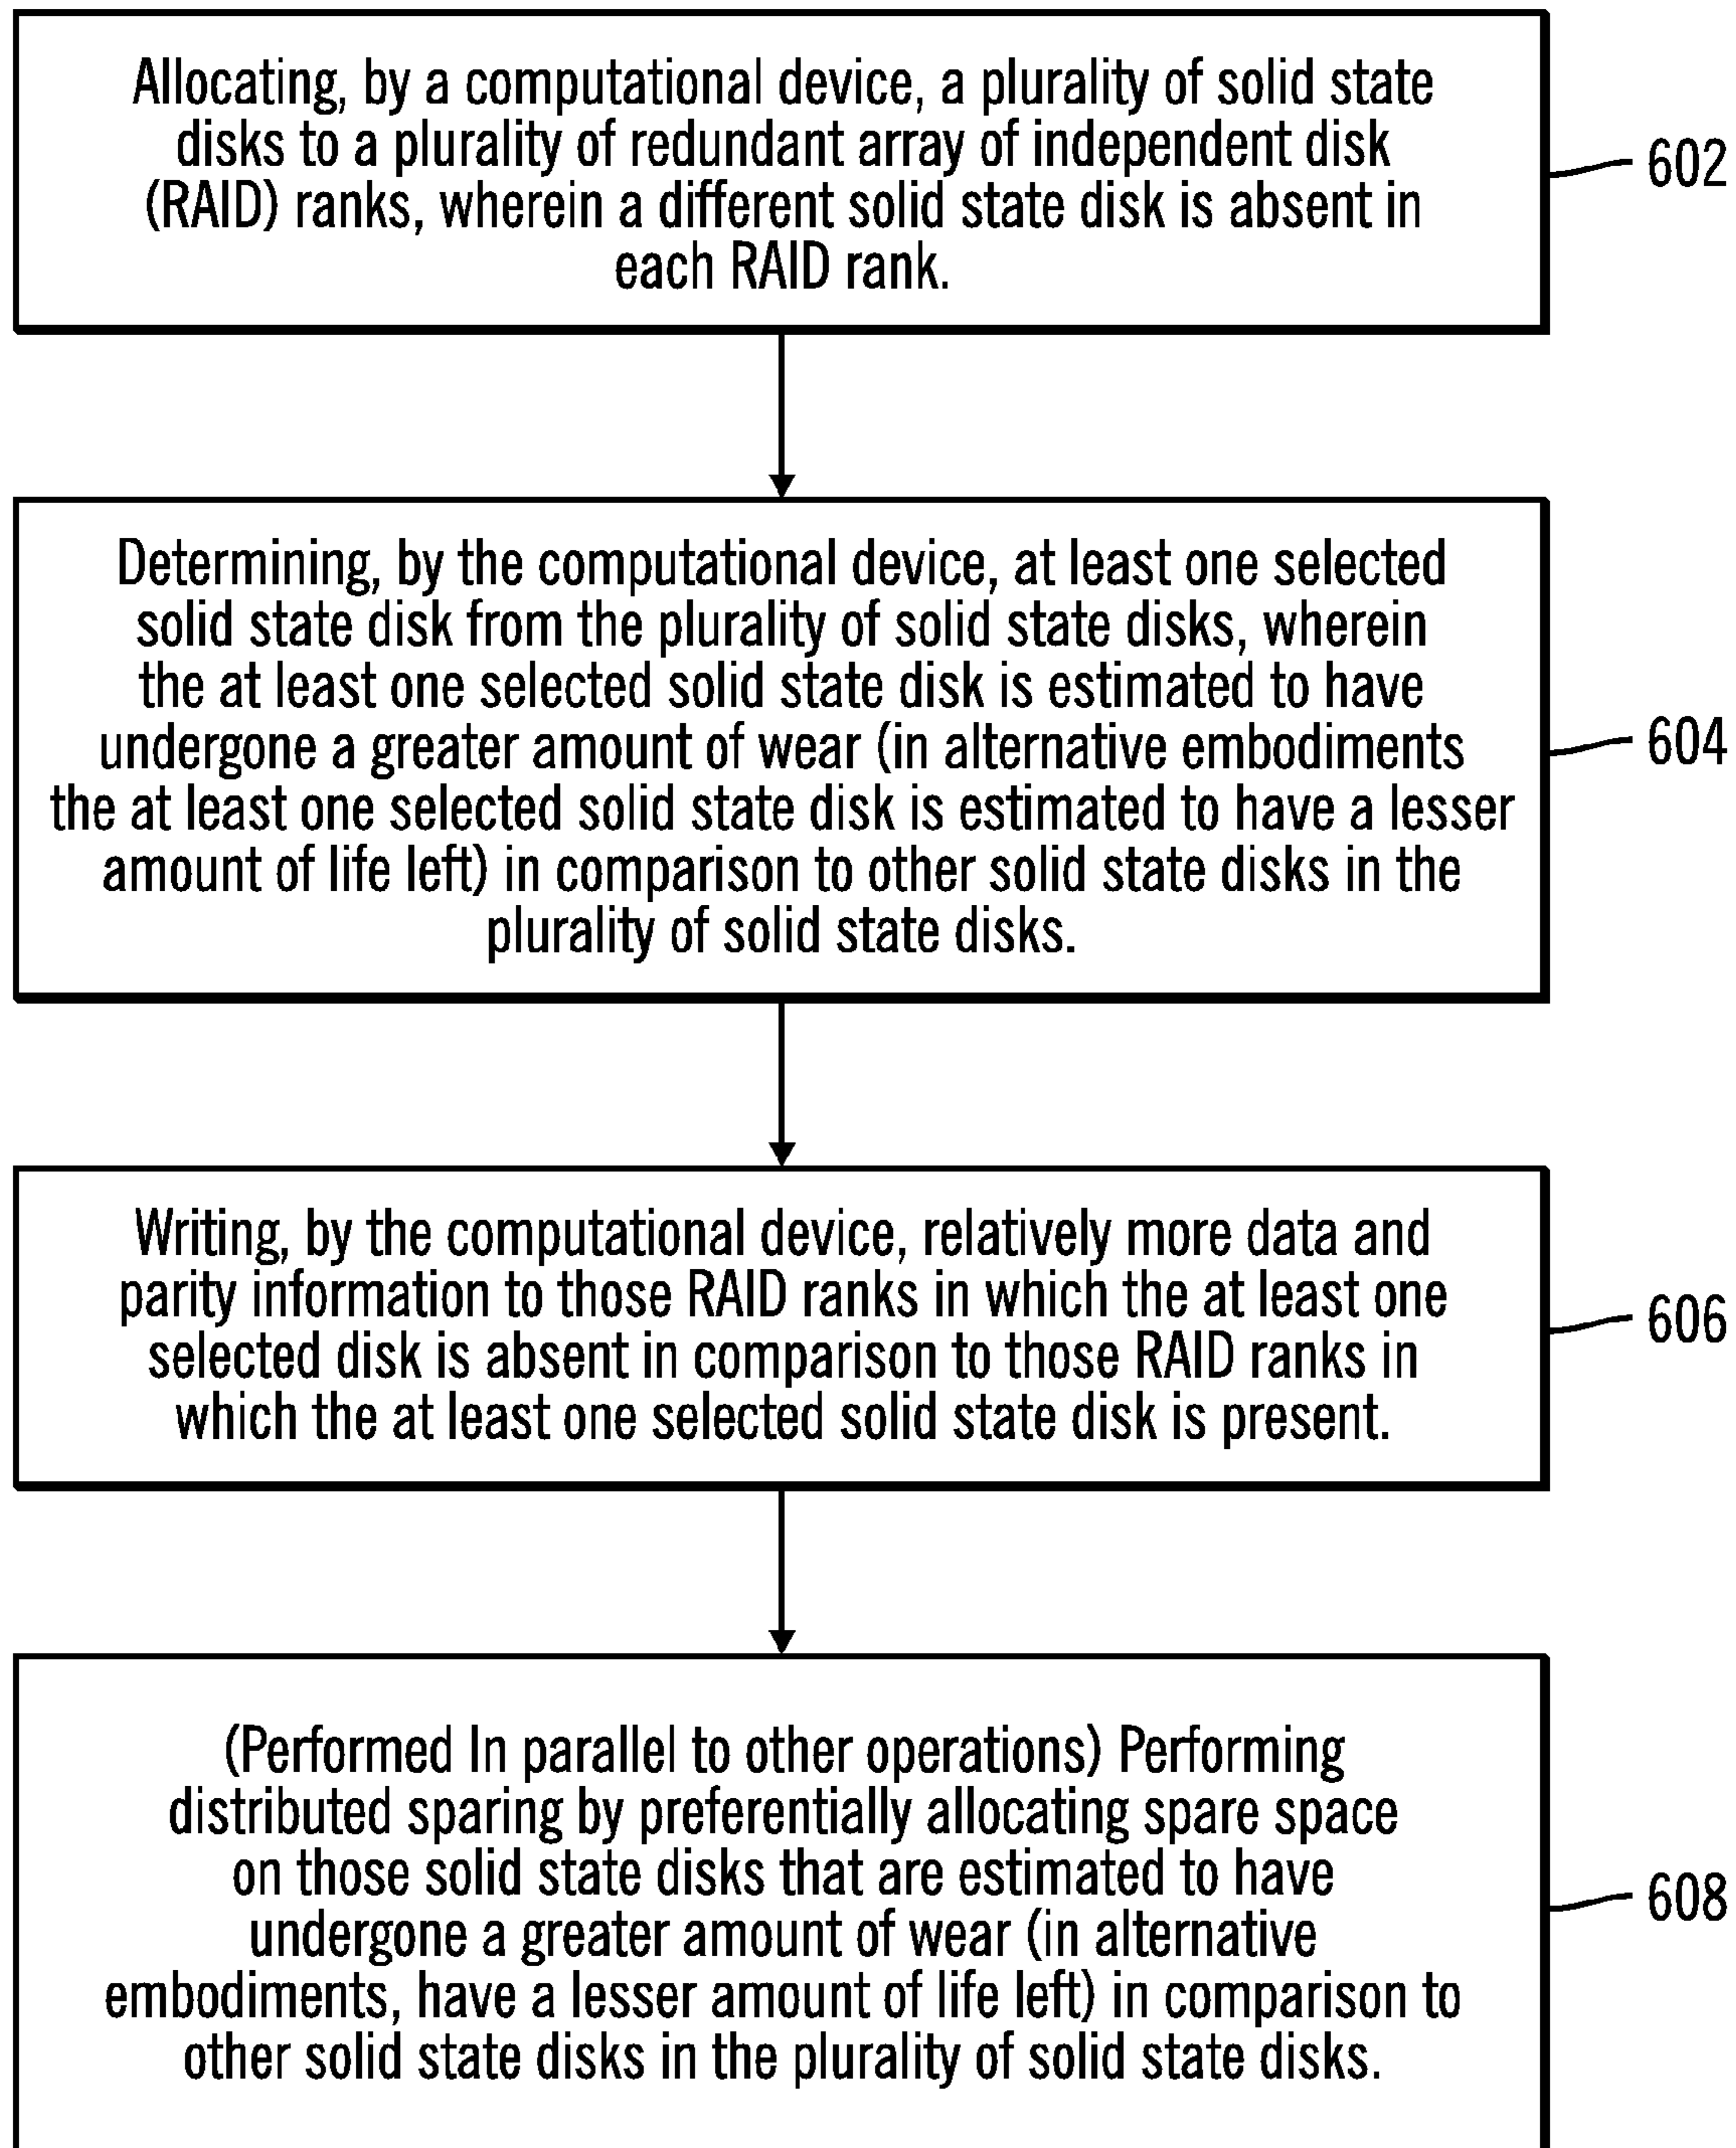 Allocating, by a computational device, a plurality of solid state
disks to a plurality of redundant array of independent disk
(RAID) ranks, wherein a different solid state disk is absent in
each RAID rank.
602
Determining, by the computational device, at least one selected
solid state disk from the plurality of solid state disks, wherein
the at least one selected solid state disk is estimated to have
undergone a greater amount of wear (in alternative embodiments
the at least one selected solid state disk is estimated to have a lesser
amount of life left) in comparison to other solid state disks in the
plurality of solid state disks.
604
Writing, by the computational device, relatively more data and
parity information to those RAID ranks in which the at least one
selected disk is absent in comparison to those RAID ranks in
which the at least one selected solid state disk is present.
606
(Performed In parallel to other operations) Performing
distributed sparing by preferentially allocating spare space
on those solid state disks that are estimated to have
undergone a greater amount of wear (in alternative
embodiments, have a lesser amount of life left) in comparison to
other solid state disks in the plurality of solid state disks.
608